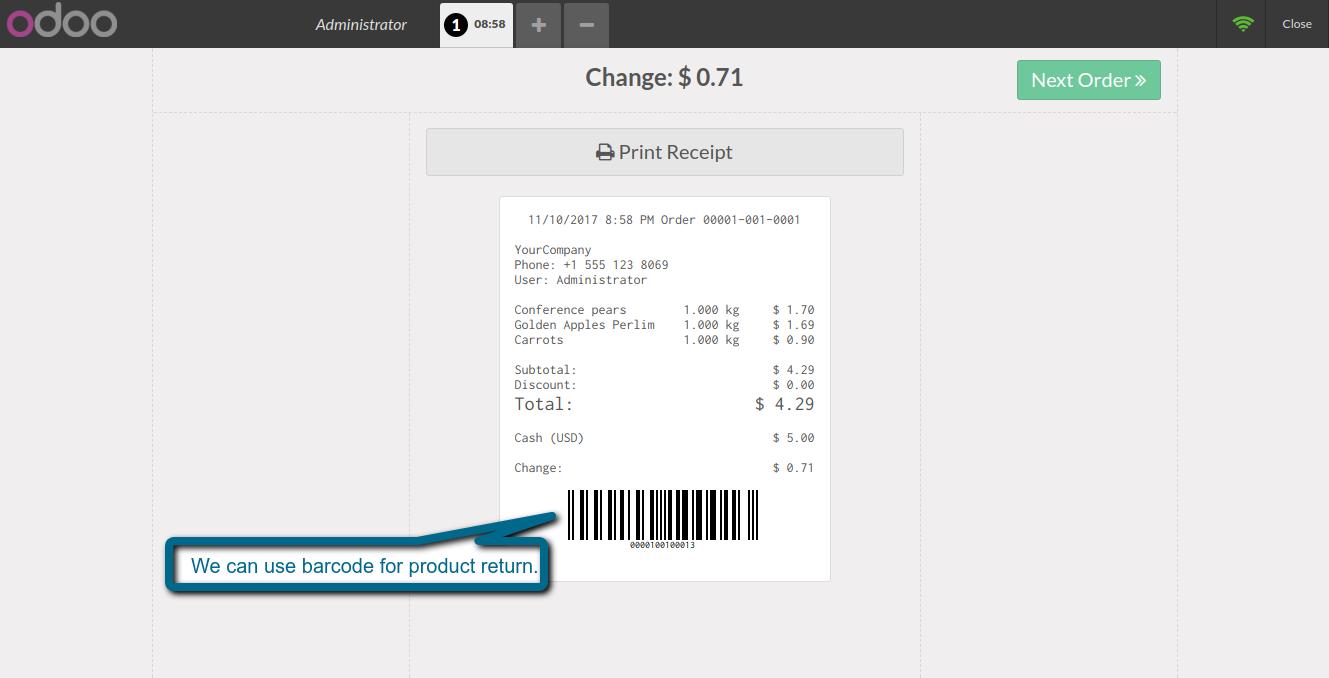 odoo
Administrator
1 08:58
+
−
Close
Change: $ 0.71
Next Order »
Print Receipt
11/10/2017 8:58 PM Order 00001-001-0001
YourCompany
Phone: +1 555 123 8069
User: Administrator
Conference pears 1.000 kg $ 1.70
Golden Apples Perlim 1.000 kg $ 1.69
Carrots 1.000 kg $ 0.90
Subtotal: $ 4.29
Discount: $ 0.00
Total: $ 4.29
Cash (USD) $ 5.00
Change: $ 0.71
0000100100013
We can use barcode for product return.